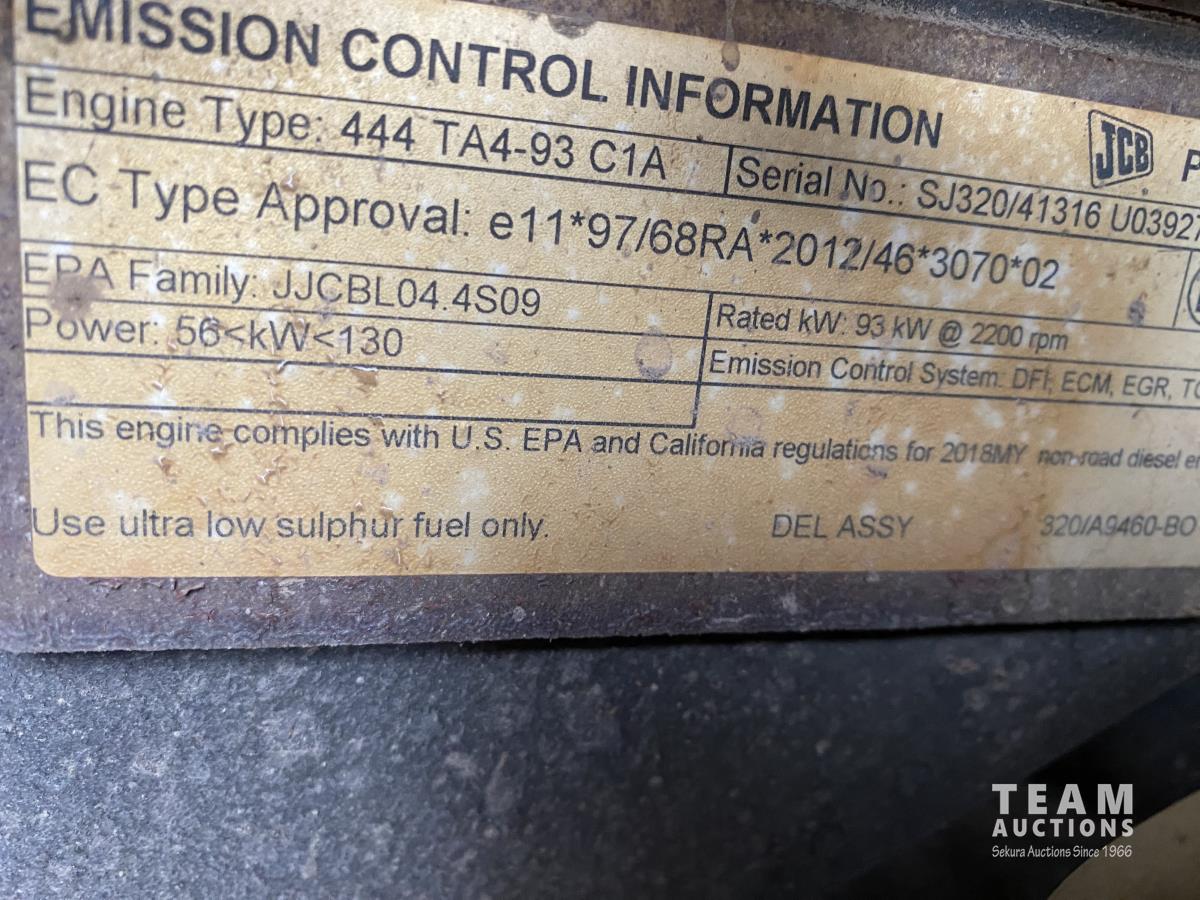 EMISSION CONTROL INFORMATION
JCB
Engine Type: 444 TA4-93 C1A
Serial No.: SJ320/41316 U0392
EC Type Approval: e11*97/68RA*2012/46*3070*02
EPA Family: JJCBL04.4S09
Rated kW: 93 kW @ 2200 rpm
Power: 56<kW<130
Emission Control System: DFI, ECM, EGR,
This engine complies with U.S. EPA and California regulations for 2018MY non-road diesel
Use ultra low sulphur fuel only.
DEL ASSY
320/A9460-BO
TEAM
AUCTIONS
Sekura Auctions Since 1966